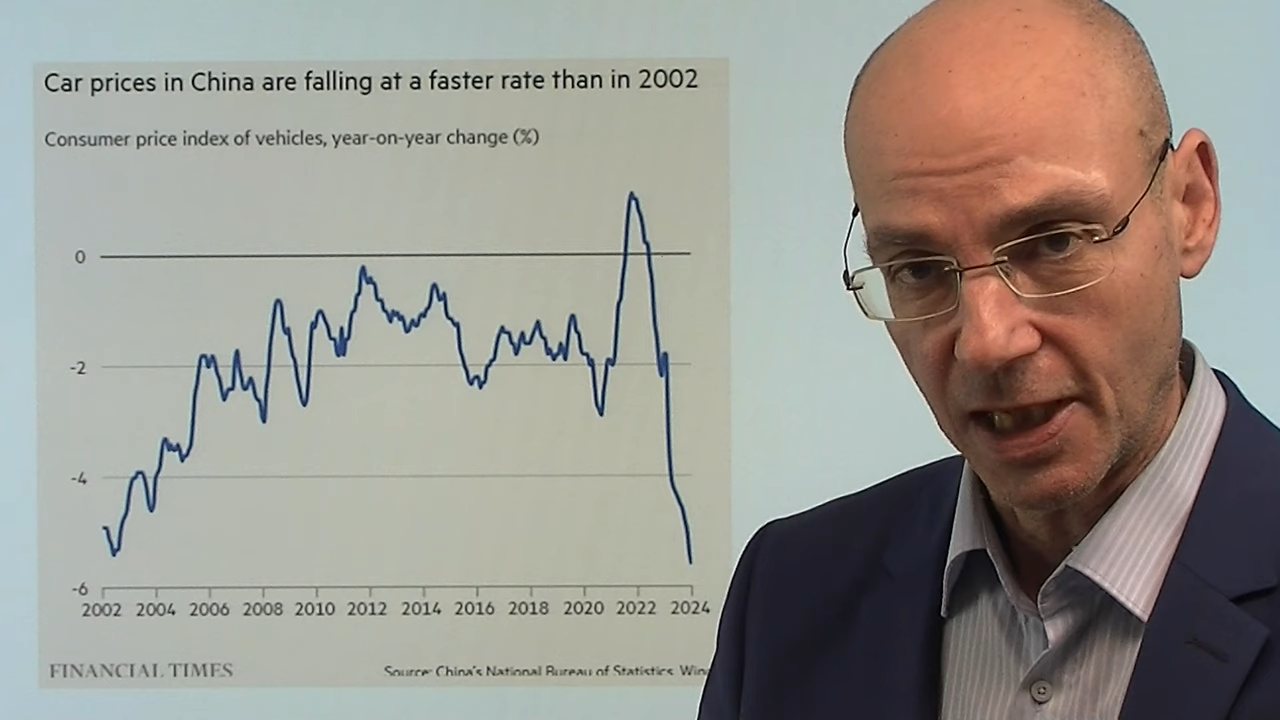 Car prices in China are falling at a faster rate than in 2002
Consumer price index of vehicles, year-on-year change (%)
0
-2
-4
-6
2002 2004 2006 2008 2010 2012 2014 2016 2018 2020 2022 2024
FINANCIAL TIMES
Source: China's National Bureau of Statistics, Win